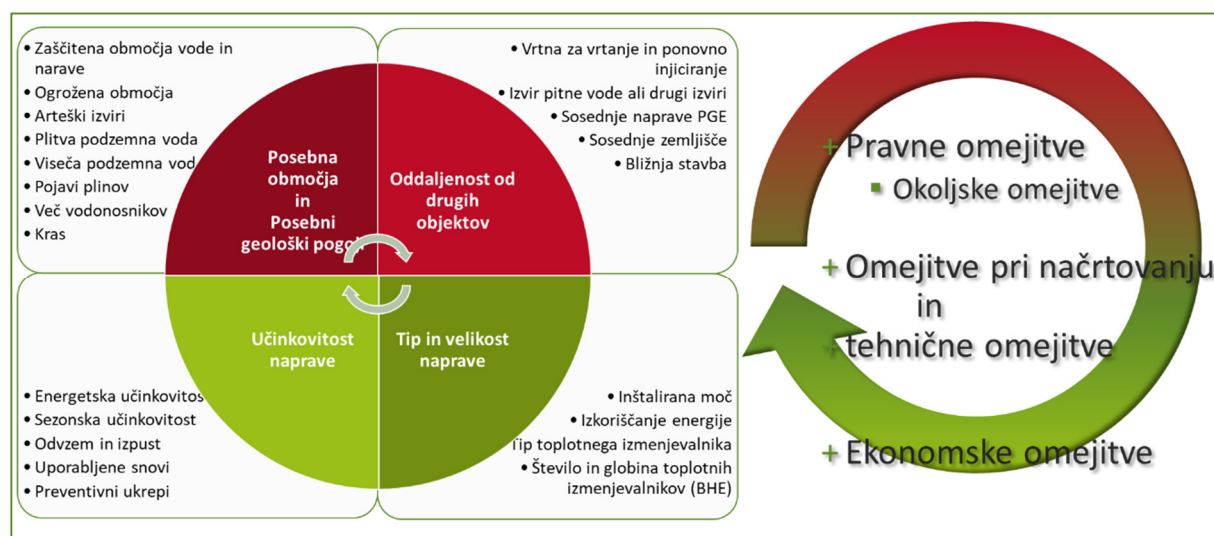 • Zaščitena območja vode in
narave
• Ogrožena območja
• Arteški izviri
• Plitva podzemna voda
• Viseča podzemna vod
• Pojavi plinov
• Več vodonosnikov
• Kras
Posebna
območja
in
Posebni
geološki pogoji
• Vrtna za vrtanje in ponovno
injiciranje
• Izvir pitne vode ali drugi izviri
• Sosednje naprave PGE
• Sosednje zemljišče
• Bližnja stavba
Oddaljenost od
drugih
objektov
Učinkovitost
naprave
• Energetska učinkovitos
• Sezonska učinkovitost
• Odvzem in izpust
• Uporabljene snovi
• Preventivni ukrepi
Tip in velikost
naprave
• Inštalirana moč
• Izkoriščanje energije
Tip toplotnega izmenjevalnika
• Število in globina toplotnih
izmenjevalnikov (BHE)
+ Pravne omejitve
▪ Okoljske omejitve
+ Omejitve pri načrtovanju
in
+ tehnične omejitve
+ Ekonomske omejitve